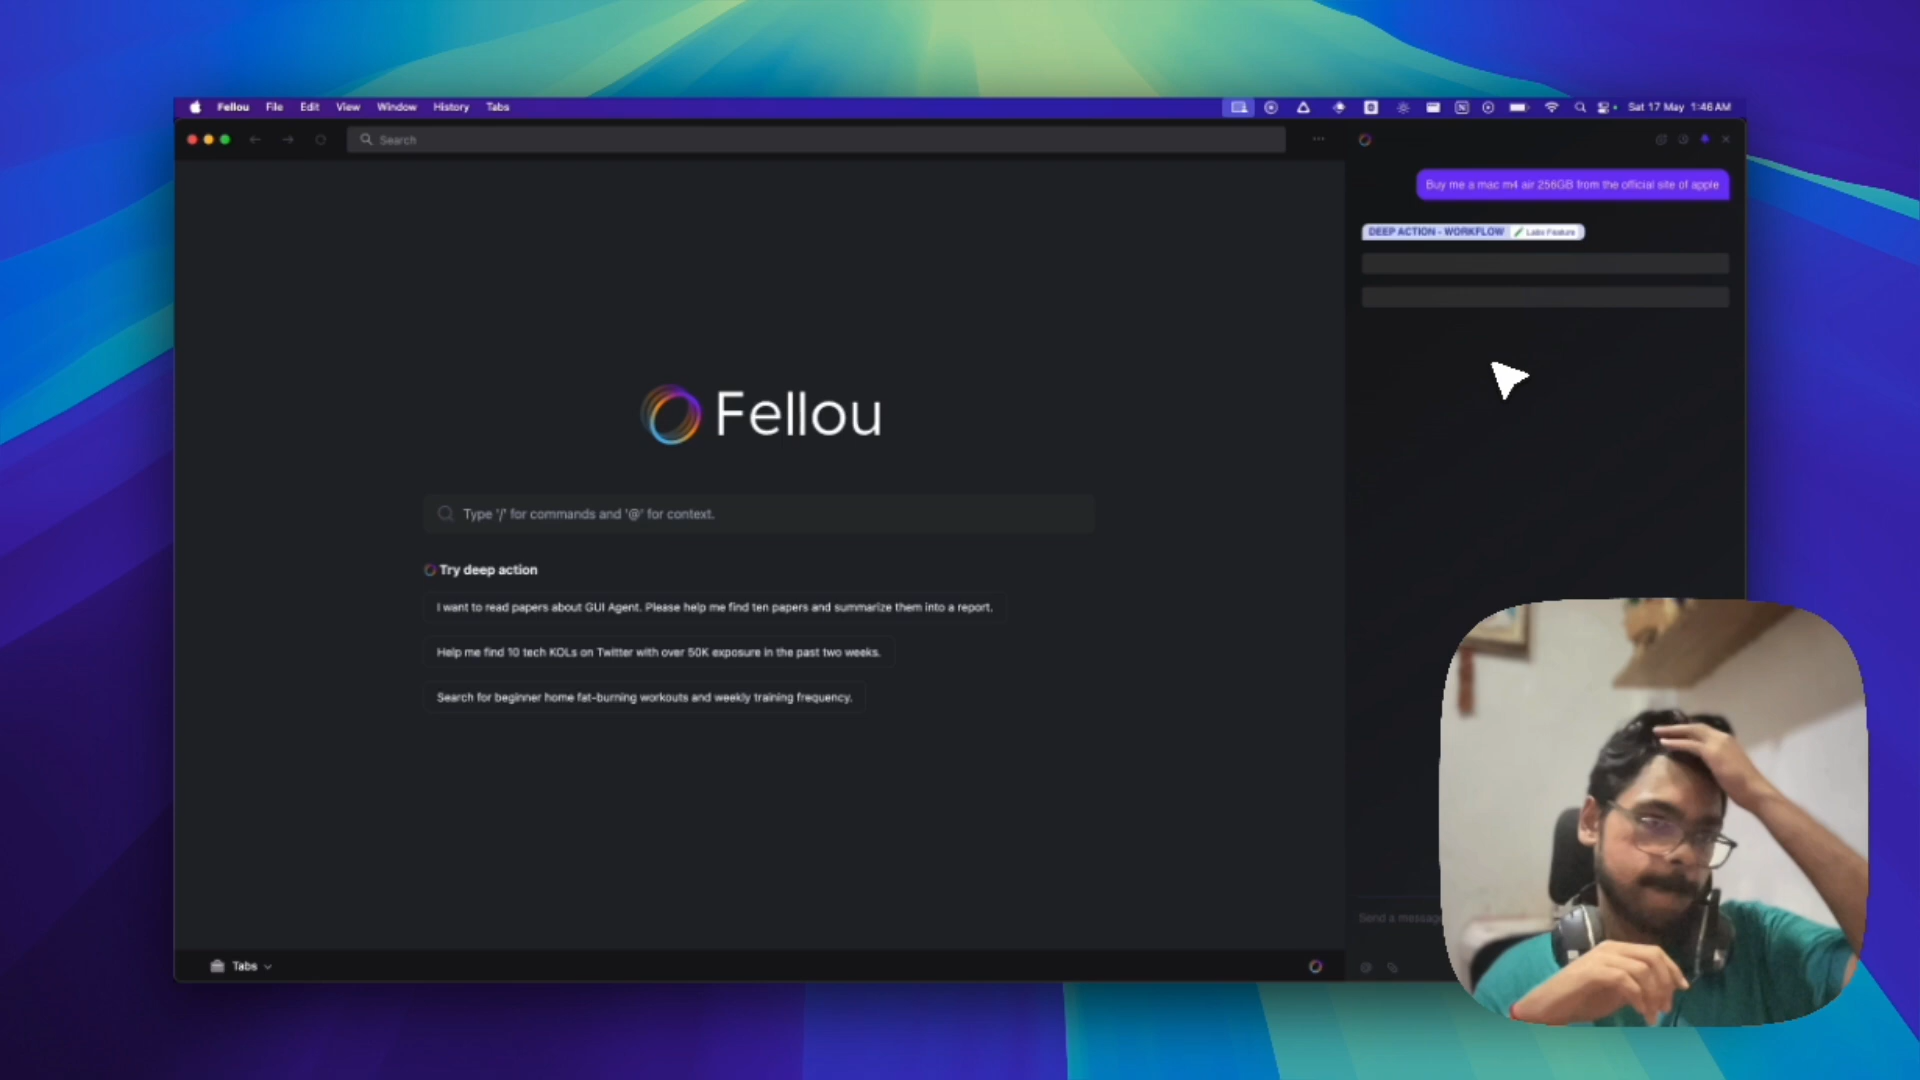 Fellou File Edit View Window History Tabs
Sat 17 May 1:46 AM
Search
Buy me a mac m4 air 256GB from the official site of apple
DEEP ACTION - WORKFLOW
Labs Feature
Fellou
Type '/' for commands and '@' for context.
Try deep action
I want to read papers about GUI Agent. Please help me find ten papers and summarize them into a report.
Help me find 10 tech KOLs on Twitter with over 50K exposure in the past two weeks.
Search for beginner home fat-burning workouts and weekly training frequency.
Send a message
Tabs